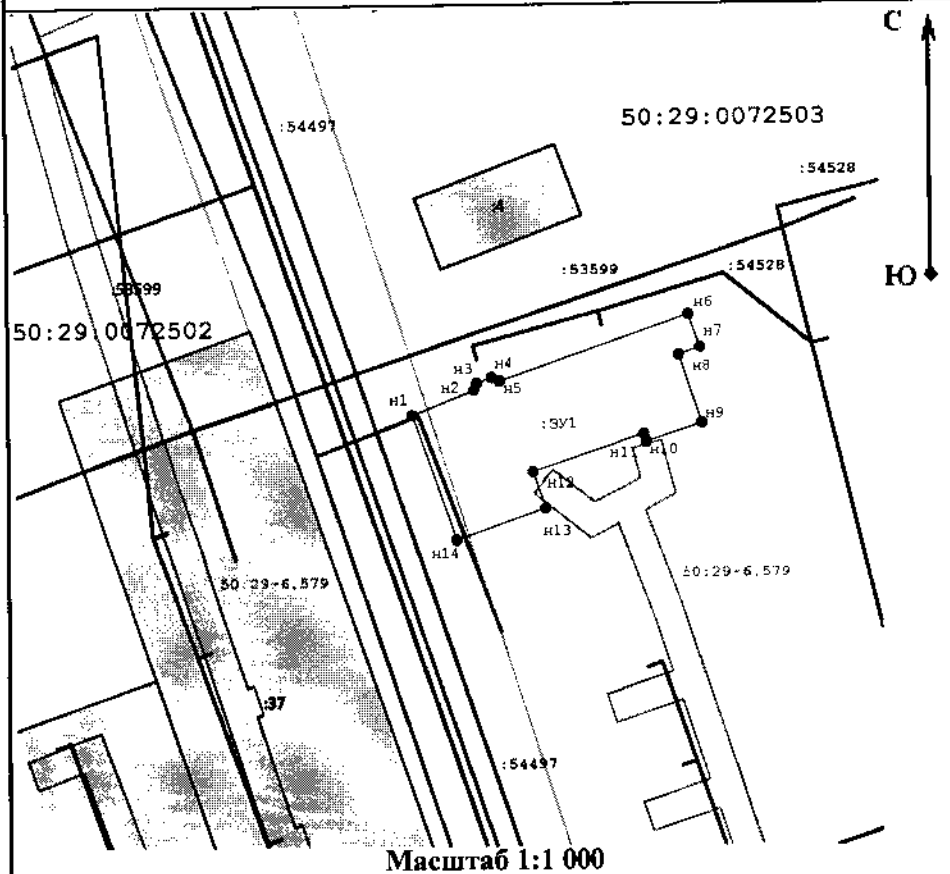 С
:54497
50:29:0072503
:54528
:4
:53599
:54528
Ю
:53599
50:29:0072502
н6
н7
н8
н3
н4
н2
н5
н1
н9
:ЗУ1
н11
н10
н12
н13
н14
50:29-6.579
50:29-6.579
:37
:54497
Масштаб 1:1 000